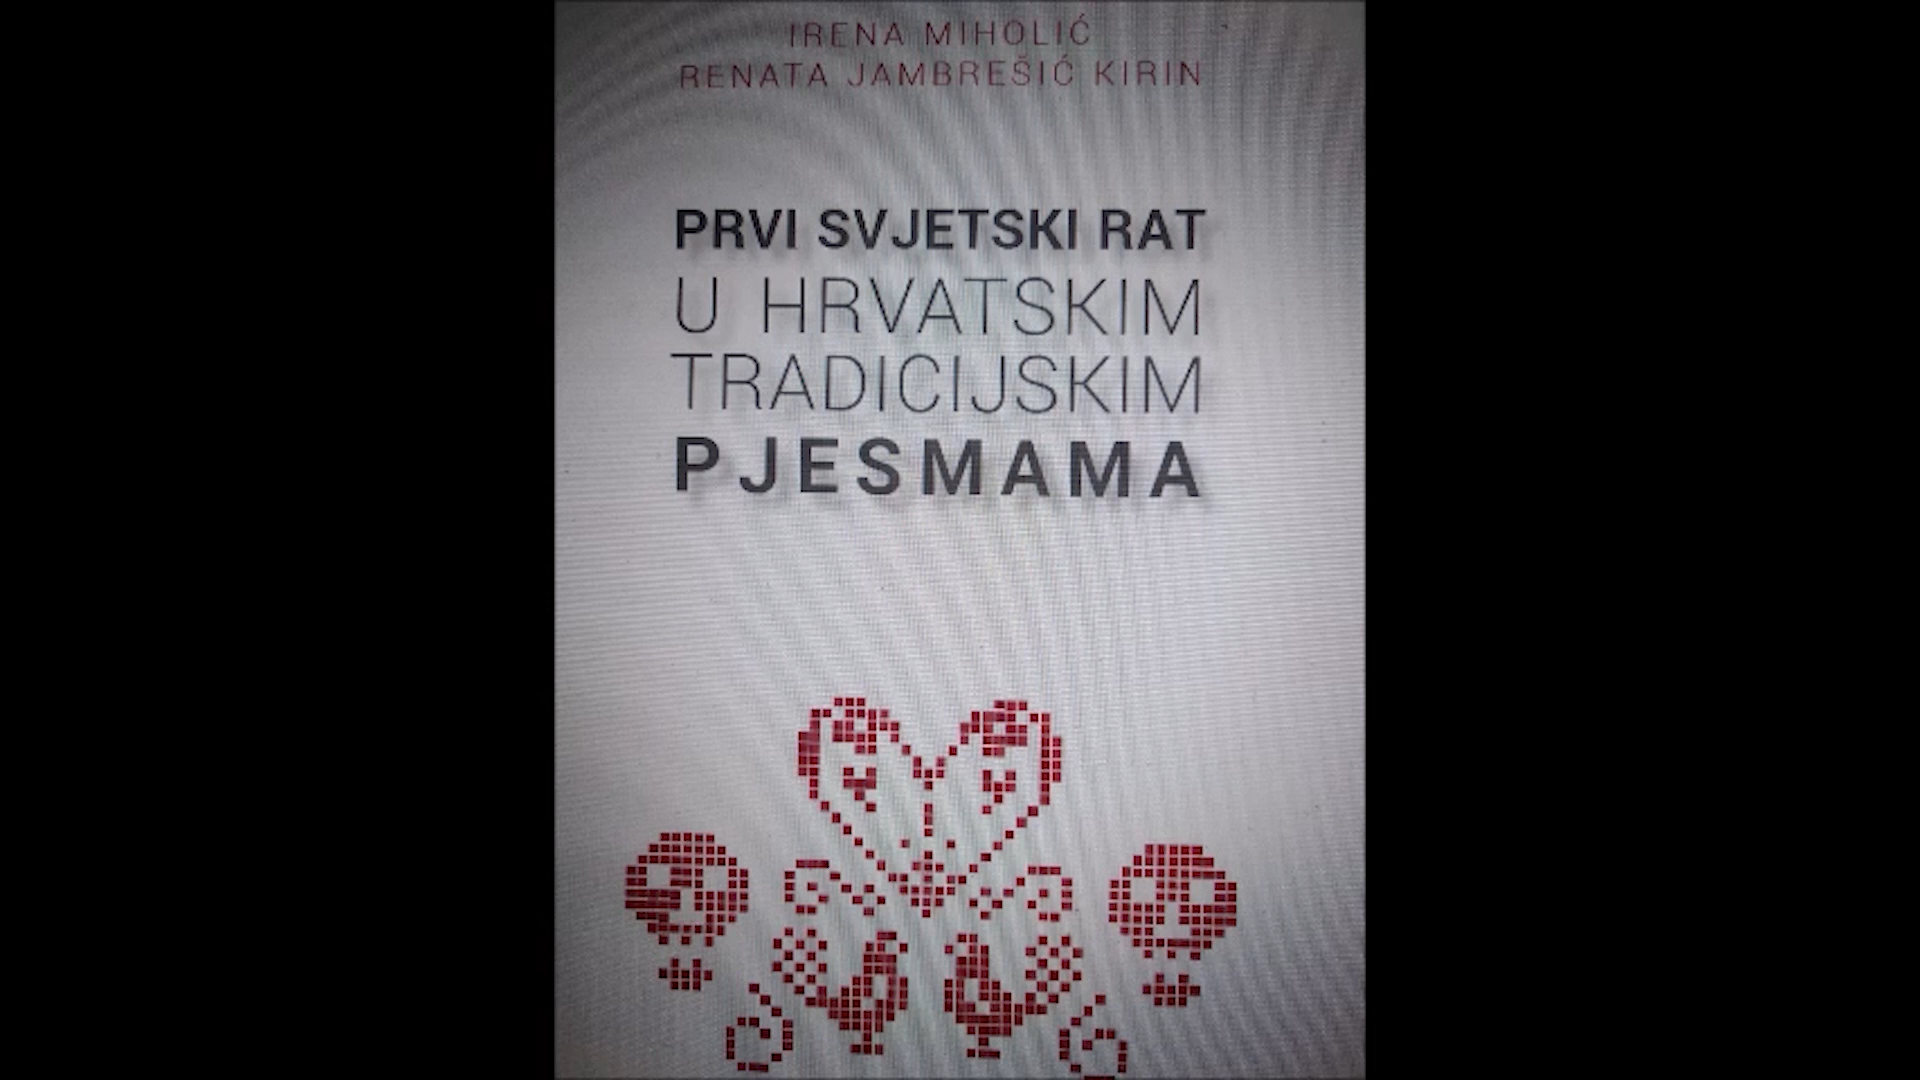 IRENA MIHOLIĆ
RENATA JAMBREŠIĆ KIRIN
PRVI SVJETSKI RAT
U HRVATSKIM
TRADICIJSKIM
PJESMAMA